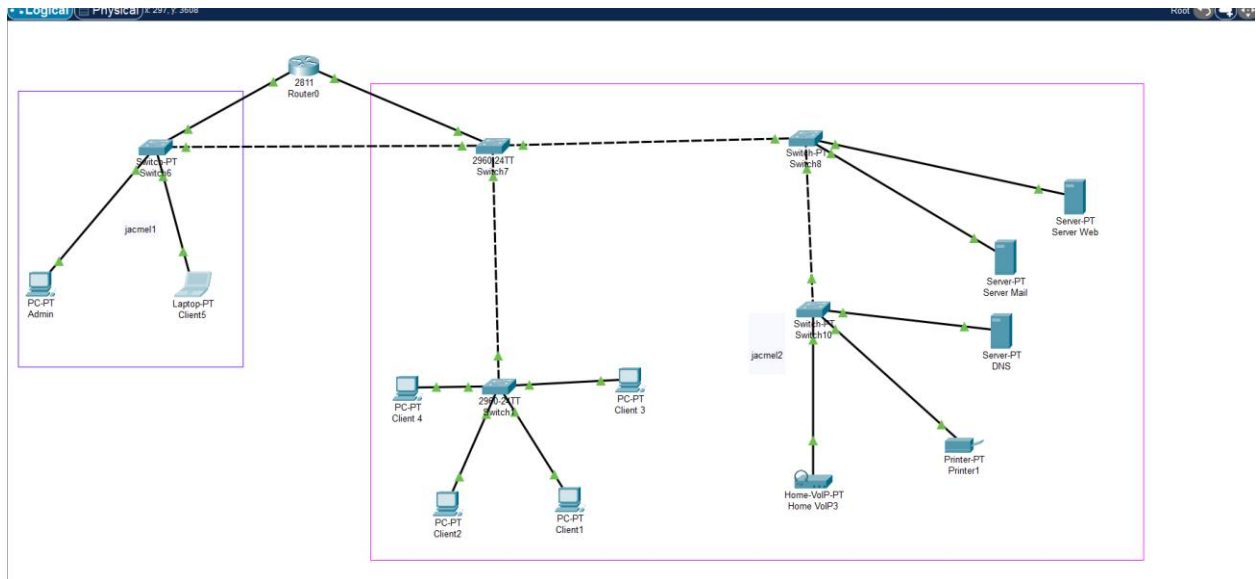 Logical
Physical
x: 297, y: 3608
Root
2811
Router0
Switch-PT
Switch6
2960-24TT
Switch7
Switch-PT
Switch8
Server-PT
Server Web
jacmel1
Server-PT
Server Mail
PC-PT
Admin
Laptop-PT
Client5
Switch-PT
Switch10
jacmel2
Server-PT
DNS
PC-PT
Client 4
2960-24TT
PC-PT
Client 3
Printer-PT
Printer1
Home-VoIP-PT
Home VoIP3
PC-PT
Client2
PC-PT
Client1